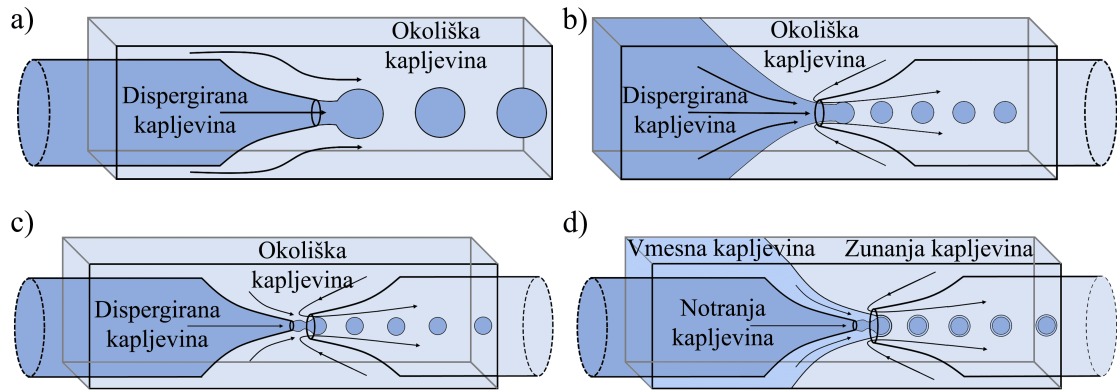 a)
Okoliška
kapljevina
Dispergirana
kapljevina
b)
Okoliška
kapljevina
Dispergirana
kapljevina
c)
Okoliška
kapljevina
Dispergirana
kapljevina
d)
Vmesna kapljevina
Zunanja kapljevina
Notranja
kapljevina